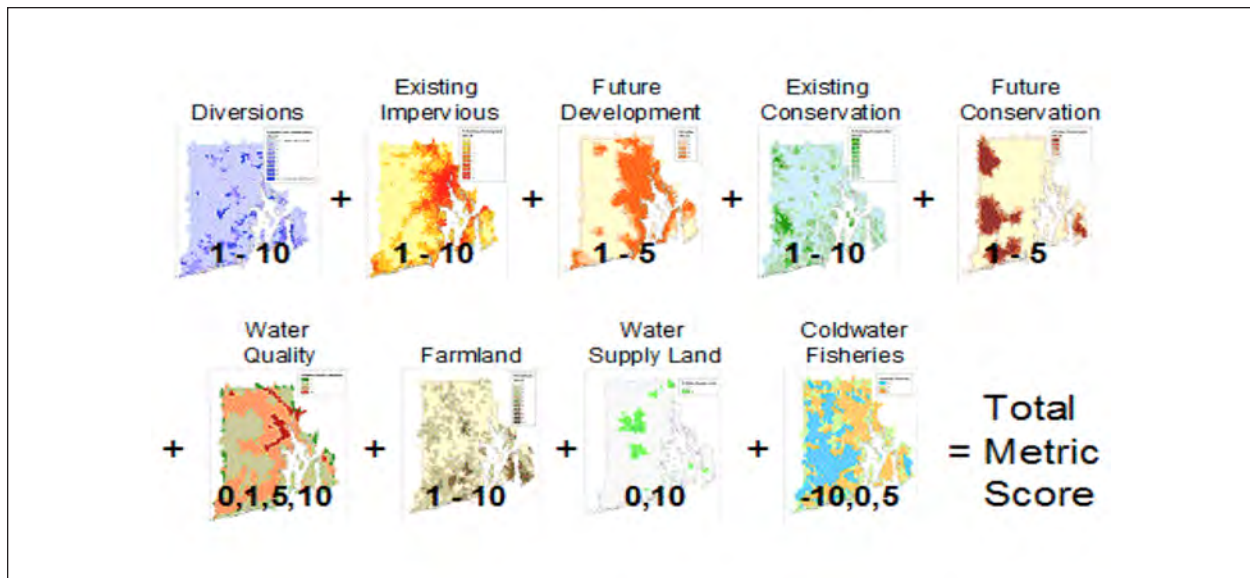 Diversions
+
Existing
Impervious
+
Future
Development
+
Existing
Conservation
+
Future
Conservation
1 - 10
1 - 10
1 - 5
1 - 10
1 - 5
+
Water
Quality
+
Farmland
+
Water
Supply Land
+
Coldwater
Fisheries
0,1,5,10
1 - 10
0,10
-10,0,5
= Total
Metric
Score